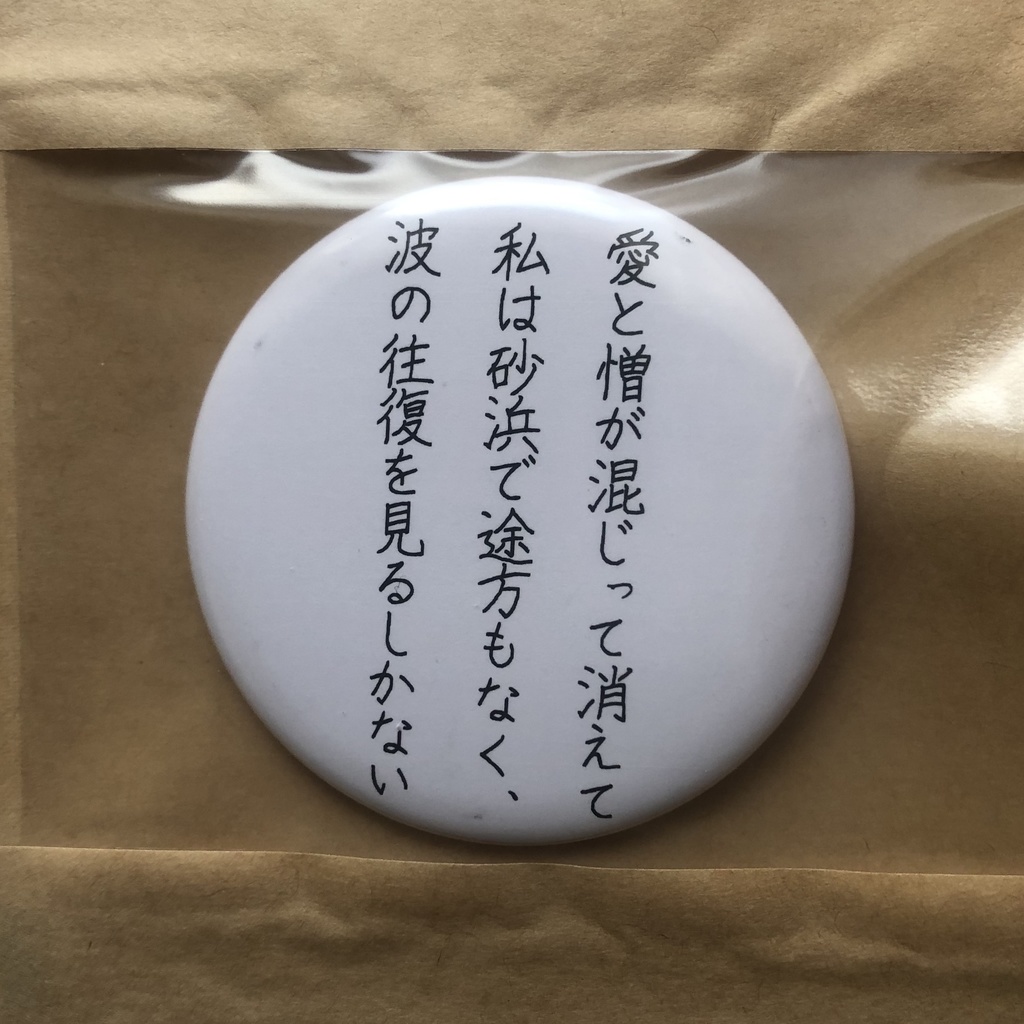 愛と憎が混じって消えて
私は砂浜で途方もなく、
波の往復を見るしかない